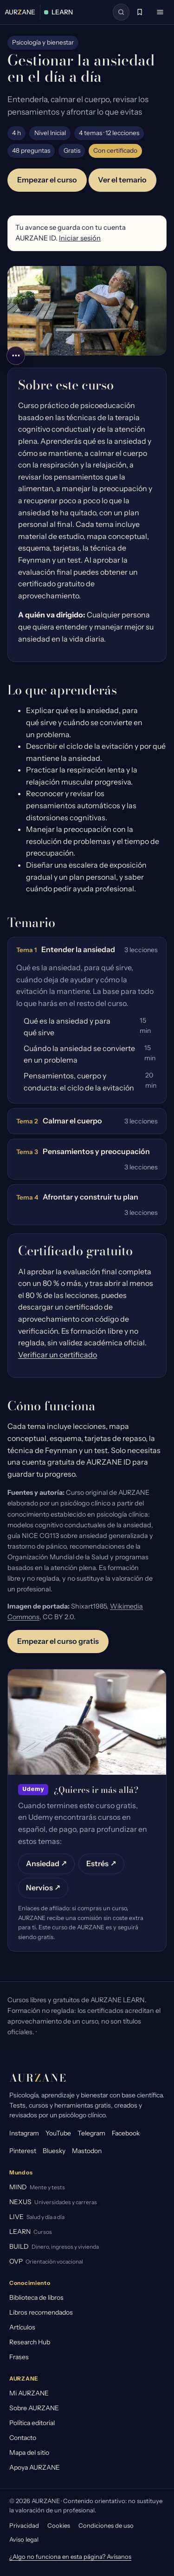 AURZANE LEARN
Psicología y bienestar
Gestionar la ansiedad
en el día a día
Entenderla, calmar el cuerpo, revisar los
pensamientos y afrontar lo que evitas
4 h Nivel Inicial 4 temas · 12 lecciones
48 preguntas Gratis Con certificado
Empezar el curso Ver el temario
Tu avance se guarda con tu cuenta
AURZANE ID. Iniciar sesión
Sobre este curso
Curso práctico de psicoeducación
basado en las técnicas de la terapia
cognitivo conductual y de la atención
plena. Aprenderás qué es la ansiedad y
cómo se mantiene, a calmar el cuerpo
con la respiración y la relajación, a
revisar los pensamientos que la
alimentan, a manejar la preocupación y
a recuperar poco a poco lo que la
ansiedad te ha quitado, con un plan
personal al final. Cada tema incluye
material de estudio, mapa conceptual,
esquema, tarjetas, la técnica de
Feynman y un test. Al aprobar la
evaluación final puedes obtener un
certificado gratuito de
aprovechamiento.
A quién va dirigido: Cualquier persona
que quiera entender y manejar mejor su
ansiedad en la vida diaria.
Lo que aprenderás
Explicar qué es la ansiedad, para
qué sirve y cuándo se convierte en
un problema.
Describir el ciclo de la evitación y por qué
mantiene la ansiedad.
Practicar la respiración lenta y la
relajación muscular progresiva.
Reconocer y revisar los
pensamientos automáticos y las
distorsiones cognitivas.
Manejar la preocupación con la
resolución de problemas y el tiempo de
preocupación.
Diseñar una escalera de exposición
gradual y un plan personal, y saber
cuándo pedir ayuda profesional.
Temario
Tema 1 Entender la ansiedad 3 lecciones
Qué es la ansiedad, para qué sirve,
cuándo deja de ayudar y cómo la
evitación la mantiene. La base para todo
lo que harás en el resto del curso.
Qué es la ansiedad y para
qué sirve 15 min
Cuándo la ansiedad se convierte
en un problema 15 min
Pensamientos, cuerpo y
conducta: el ciclo de la evitación 20 min
Tema 2 Calmar el cuerpo 3 lecciones
Tema 3 Pensamientos y preocupación
3 lecciones
Tema 4 Afrontar y construir tu plan
3 lecciones
Certificado gratuito
Al aprobar la evaluación final completa
con un 80 % o más, y tras abrir al menos
el 80 % de las lecciones, puedes
descargar un certificado de
aprovechamiento con código de
verificación. Es formación libre y no
reglada, sin validez académica oficial.
Verificar un certificado
Cómo funciona
Cada tema incluye lecciones, mapa
conceptual, esquema, tarjetas de repaso, la
técnica de Feynman y un test. Solo necesitas
una cuenta gratuita de AURZANE ID para
guardar tu progreso.
Fuentes y autoría: Curso original de AURZANE
elaborado por un psicólogo clínico a partir del
conocimiento establecido en psicología clínica:
modelos cognitivo conductuales de la ansiedad,
guía NICE CG113 sobre ansiedad generalizada y
trastorno de pánico, recomendaciones de la
Organización Mundial de la Salud y programas
basados en la atención plena. Es formación libre,
no reglada, y no sustituye la valoración de un
profesional.
Imagen de portada: Shixart1985, Wikimedia
Commons, CC BY 2.0.
Empezar el curso gratis
Udemy ¿Quieres ir más allá?
Cuando termines este curso gratis,
en Udemy encontrarás cursos en
español, de pago, para profundizar en
estos temas:
Ansiedad ↗ Estrés ↗
Nervios ↗
Enlaces de afiliado: si compras un curso,
AURZANE recibe una comisión sin coste extra
para ti. Este curso de AURZANE es y seguirá
siendo gratis.
Cursos libres y gratuitos de AURZANE LEARN.
Formación no reglada: los certificados acreditan el
aprovechamiento de un curso, no son títulos
oficiales. ·
AURZANE
Psicología, aprendizaje y bienestar con base científica.
Tests, cursos y herramientas gratis, creados y
revisados por un psicólogo clínico.
Instagram YouTube Telegram Facebook
Pinterest Bluesky Mastodon
Mundos
MIND Mente y tests
NEXUS Universidades y carreras
LIVE Salud y día a día
LEARN Cursos
BUILD Dinero, ingresos y vivienda
OVP Orientación vocacional
Conocimiento
Biblioteca de libros
Libros recomendados
Artículos
Research Hub
Frases
AURZANE
Mi AURZANE
Sobre AURZANE
Política editorial
Contacto
Mapa del sitio
Apoya AURZANE
© 2026 AURZANE · Contenido orientativo: no sustituye
la valoración de un profesional.
Privacidad Cookies Condiciones de uso
Aviso legal
¿Algo no funciona en esta página? Avísanos